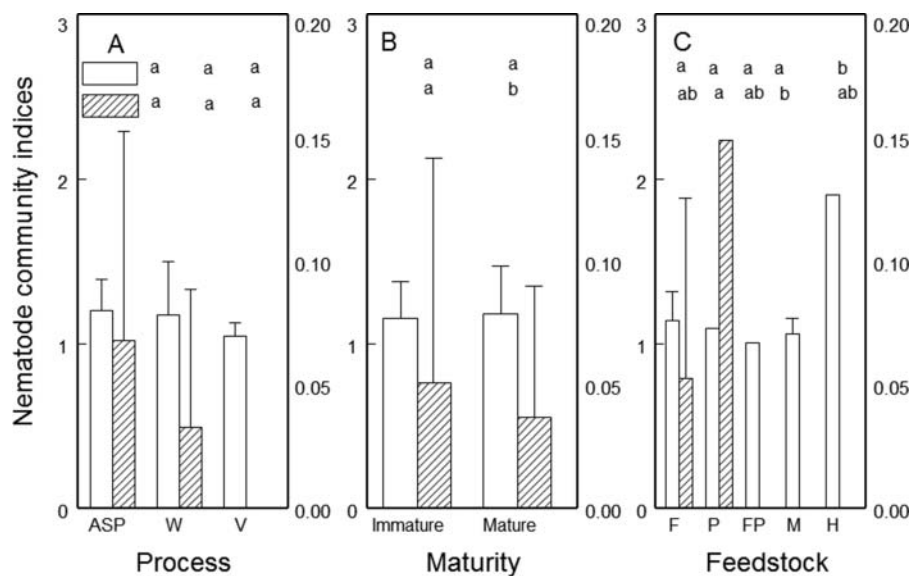 Nematode community indices
A
3
2
1
0
a a a
a a a
0.20
0.15
0.10
0.05
0.00
ASP W V
Process
B
3
2
1
0
a a
a b
0.20
0.15
0.10
0.05
0.00
Immature Mature
Maturity
C
3
2
1
0
a a a a b
ab a ab b ab
0.20
0.15
0.10
0.05
0.00
F P FP M H
Feedstock